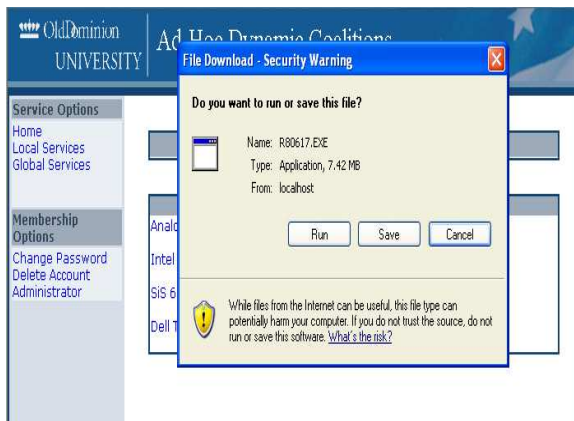 OldDominion
UNIVERSITY
Ad Hoc Dynamic Coalitions
File Download - Security Warning
Do you want to run or save this file?
Name: R80617.EXE
Type: Application, 7.42 MB
From: localhost
Run
Save
Cancel
While files from the Internet can be useful, this file type can
potentially harm your computer. If you do not trust the source, do not
run or save this software. What's the risk?
Service Options
Home
Local Services
Global Services
Membership
Options
Change Password
Delete Account
Administrator
Intel
SiS 6
Dell T